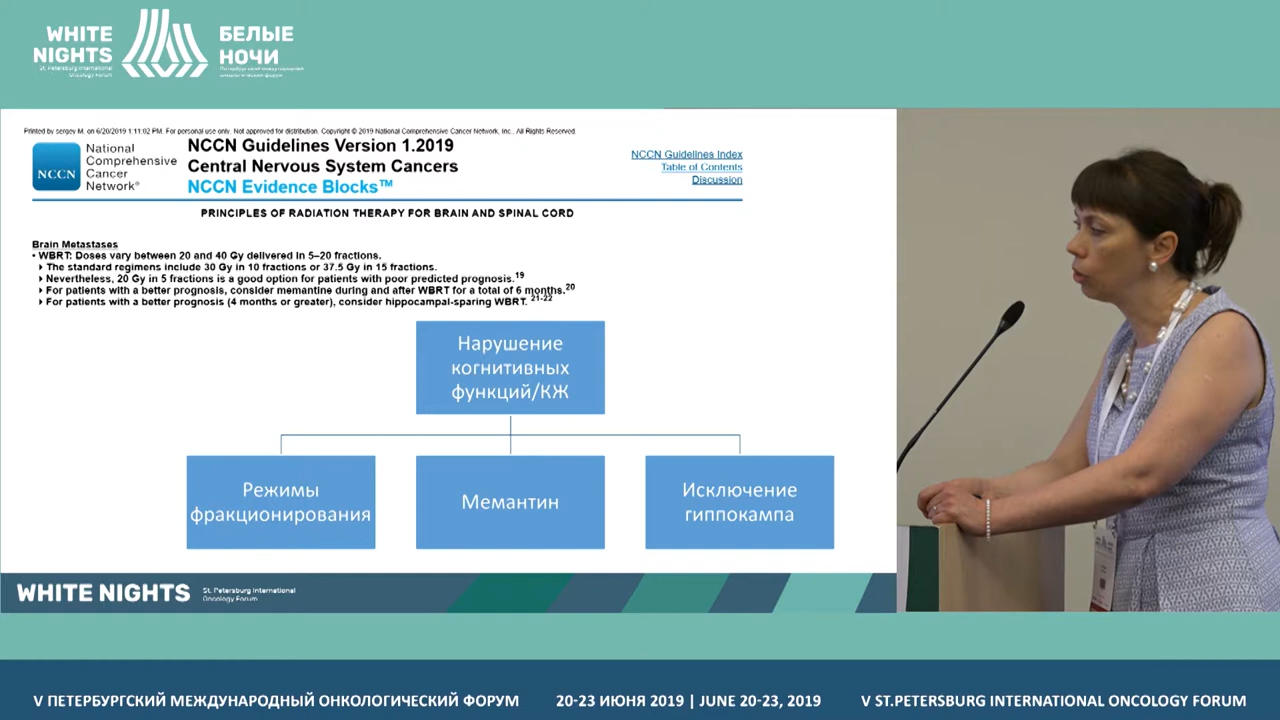 WHITE
NIGHTS
St. Petersburg International
Oncology Forum
БЕЛЫЕ
НОЧИ
Петербургский международный
онкологический форум
Printed by sergey M. on 6/20/2019 1:11:02 PM. For personal use only. Not approved for distribution. Copyright © 2019 National Comprehensive Cancer Network, Inc., All Rights Reserved.
NCCN
National
Comprehensive
Cancer
Network®
NCCN Guidelines Version 1.2019
Central Nervous System Cancers
NCCN Evidence Blocks™
NCCN Guidelines Index
Table of Contents
Discussion
PRINCIPLES OF RADIATION THERAPY FOR BRAIN AND SPINAL CORD
Brain Metastases
• WBRT: Doses vary between 20 and 40 Gy delivered in 5–20 fractions.
The standard regimens include 30 Gy in 10 fractions or 37.5 Gy in 15 fractions.
Nevertheless, 20 Gy in 5 fractions is a good option for patients with poor predicted prognosis.19
For patients with a better prognosis, consider memantine during and after WBRT for a total of 6 months.20
For patients with a better prognosis (4 months or greater), consider hippocampal-sparing WBRT. 21-22
Нарушение
когнитивных
функций/КЖ
Режимы
фракционирования
Мемантин
Исключение
гиппокампа
WHITE NIGHTS
St. Petersburg International
Oncology Forum
V ПЕТЕРБУРГСКИЙ МЕЖДУНАРОДНЫЙ ОНКОЛОГИЧЕСКИЙ ФОРУМ
20-23 ИЮНЯ 2019 | JUNE 20-23, 2019
V ST.PETERSBURG INTERNATIONAL ONCOLOGY FORUM